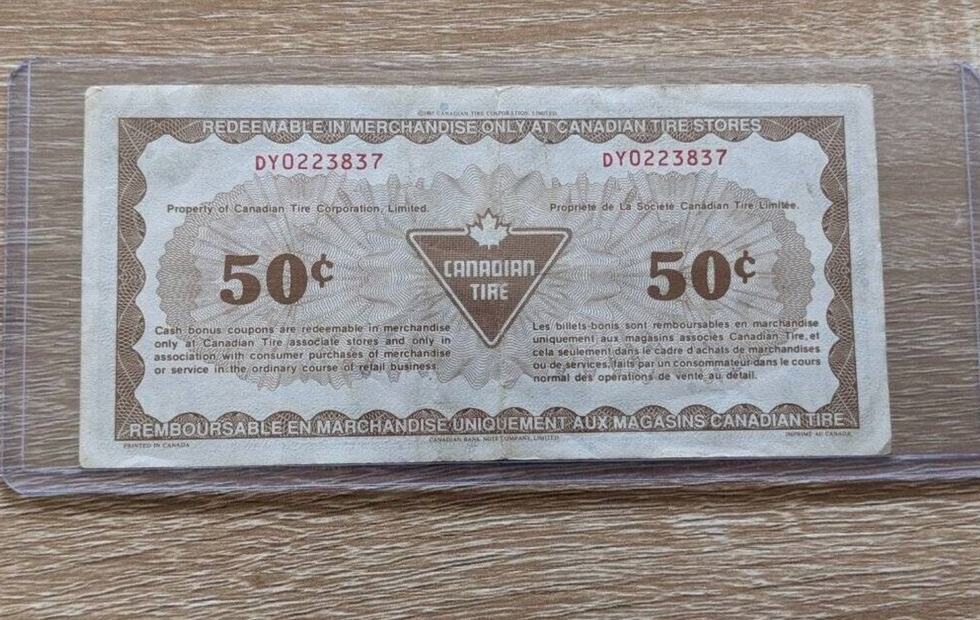 ©1987 CANADIAN TIRE CORPORATION, LIMITED.
REDEEMABLE IN MERCHANDISE ONLY AT CANADIAN TIRE STORES
DY0223837
DY0223837
Property of Canadian Tire Corporation, Limited.
Propriété de La Société Canadian Tire Limitée.
50¢
CANADIAN
TIRE
50¢
Cash bonus coupons are redeemable in merchandise
only at Canadian Tire associate stores and only in
association with consumer purchases of merchandise
or service in the ordinary course of retail business.
Les billets-bonis sont remboursables en marchandise
uniquement aux magasins associés Canadian Tire, et
cela seulement dans le cadre d'achats de marchandises
ou de services, faits par un consommateur dans le cours
normal des opérations de vente au détail.
REMBOURSABLE EN MARCHANDISE UNIQUEMENT AUX MAGASINS CANADIAN TIRE
PRINTED IN CANADA
CANADIAN BANK NOTE COMPANY, LIMITED
IMPRIMÉ AU CANADA